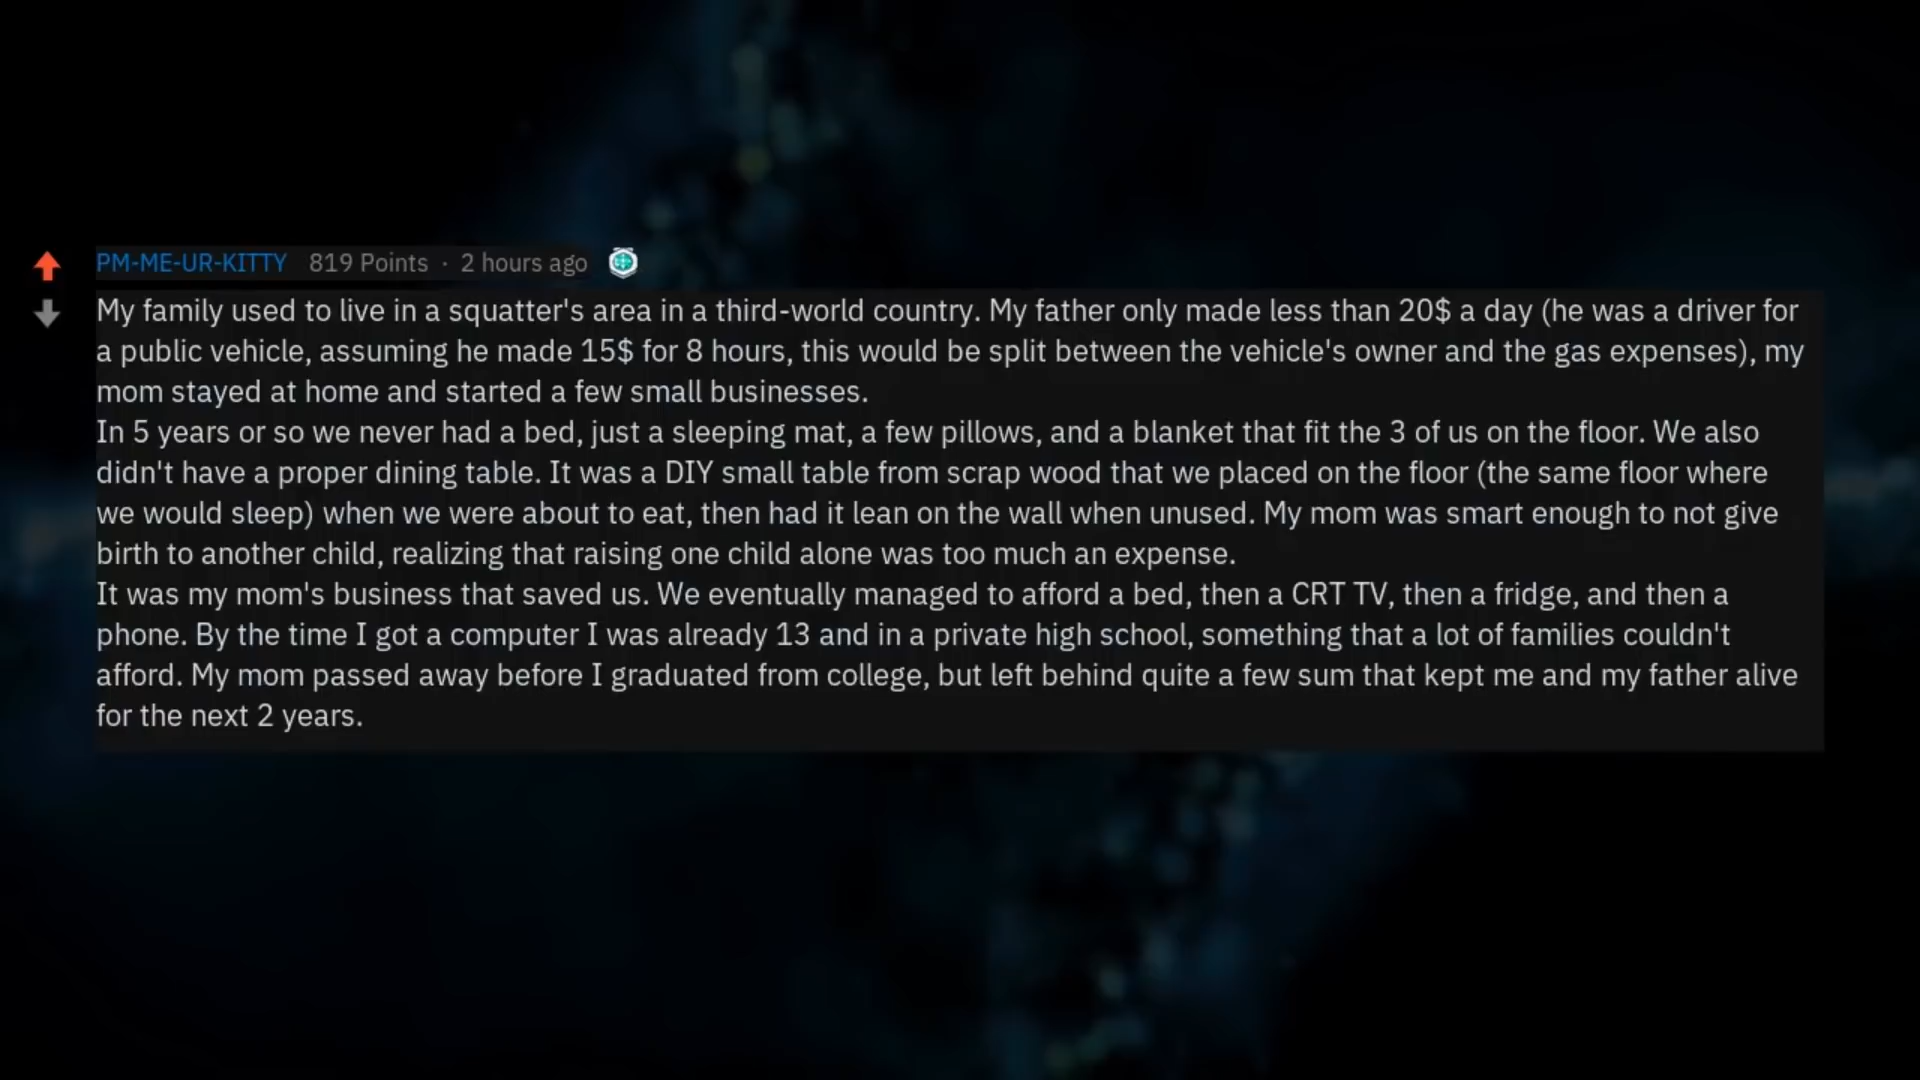 PM-ME-UR-KITTY 819 Points · 2 hours ago
My family used to live in a squatter's area in a third-world country. My father only made less than 20$ a day (he was a driver for
a public vehicle, assuming he made 15$ for 8 hours, this would be split between the vehicle's owner and the gas expenses), my
mom stayed at home and started a few small businesses.
In 5 years or so we never had a bed, just a sleeping mat, a few pillows, and a blanket that fit the 3 of us on the floor. We also
didn't have a proper dining table. It was a DIY small table from scrap wood that we placed on the floor (the same floor where
we would sleep) when we were about to eat, then had it lean on the wall when unused. My mom was smart enough to not give
birth to another child, realizing that raising one child alone was too much an expense.
It was my mom's business that saved us. We eventually managed to afford a bed, then a CRT TV, then a fridge, and then a
phone. By the time I got a computer I was already 13 and in a private high school, something that a lot of families couldn't
afford. My mom passed away before I graduated from college, but left behind quite a few sum that kept me and my father alive
for the next 2 years.